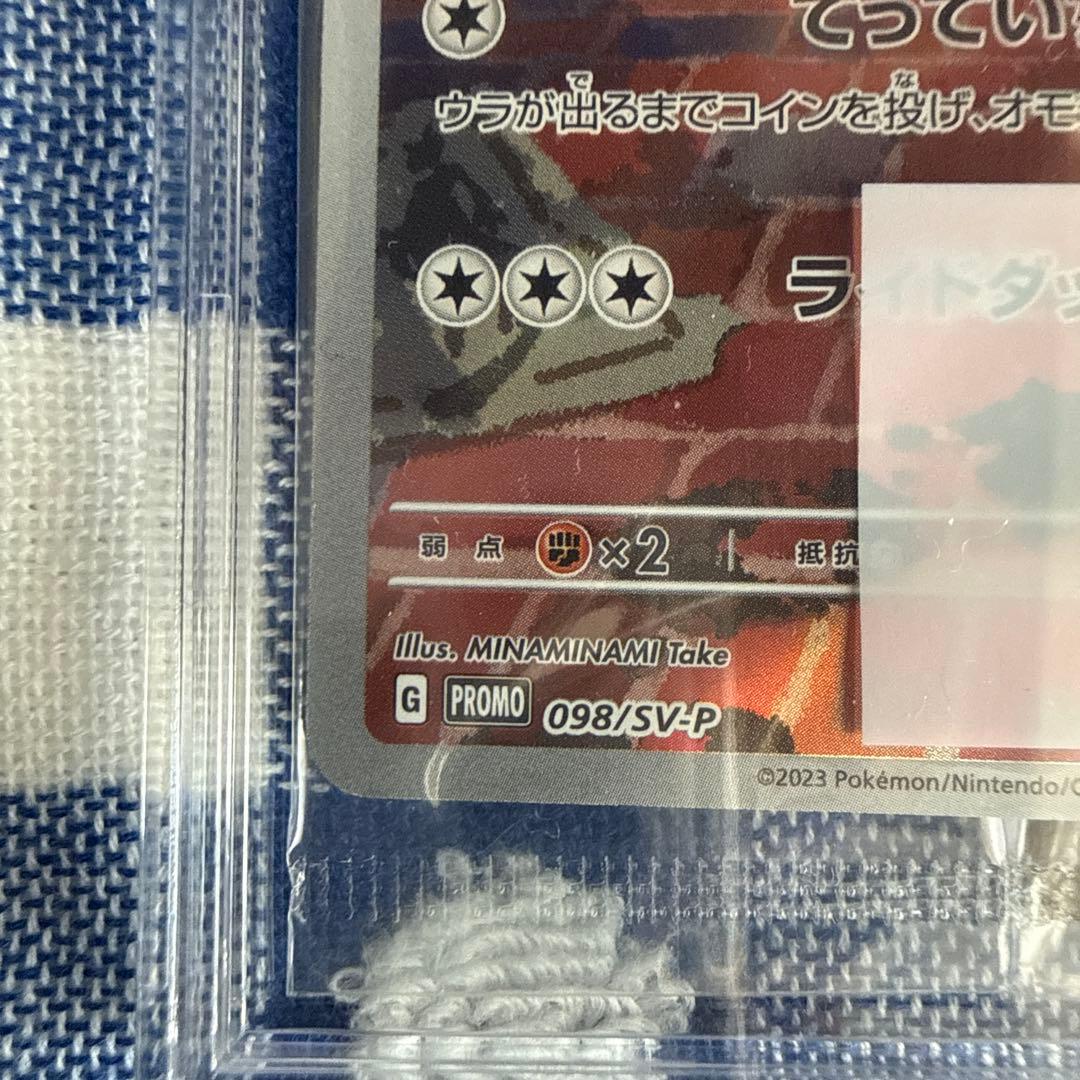 てってい
ウラが出るまでコインを投げ、オモ
ライトダッ
弱点 ×2 抵抗
Illus. MINAMINAMI Take
G PROMO 098/SV-P
©2023 Pokémon/Nintendo/C